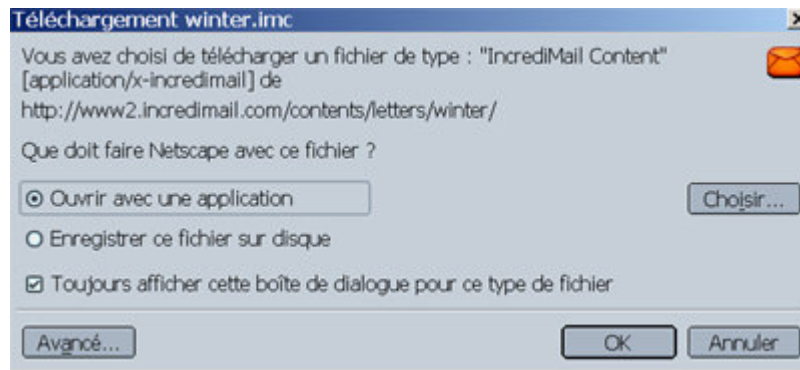 Téléchargement winter.imc
Vous avez choisi de télécharger un fichier de type : "IncrediMail Content"
[application/x-incredimail] de
http://www2.incredimail.com/contents/letters/winter/
Que doit faire Netscape avec ce fichier ?
Ouvrir avec une application
Choisir...
Enregistrer ce fichier sur disque
Toujours afficher cette boîte de dialogue pour ce type de fichier
Avancé...
OK
Annuler